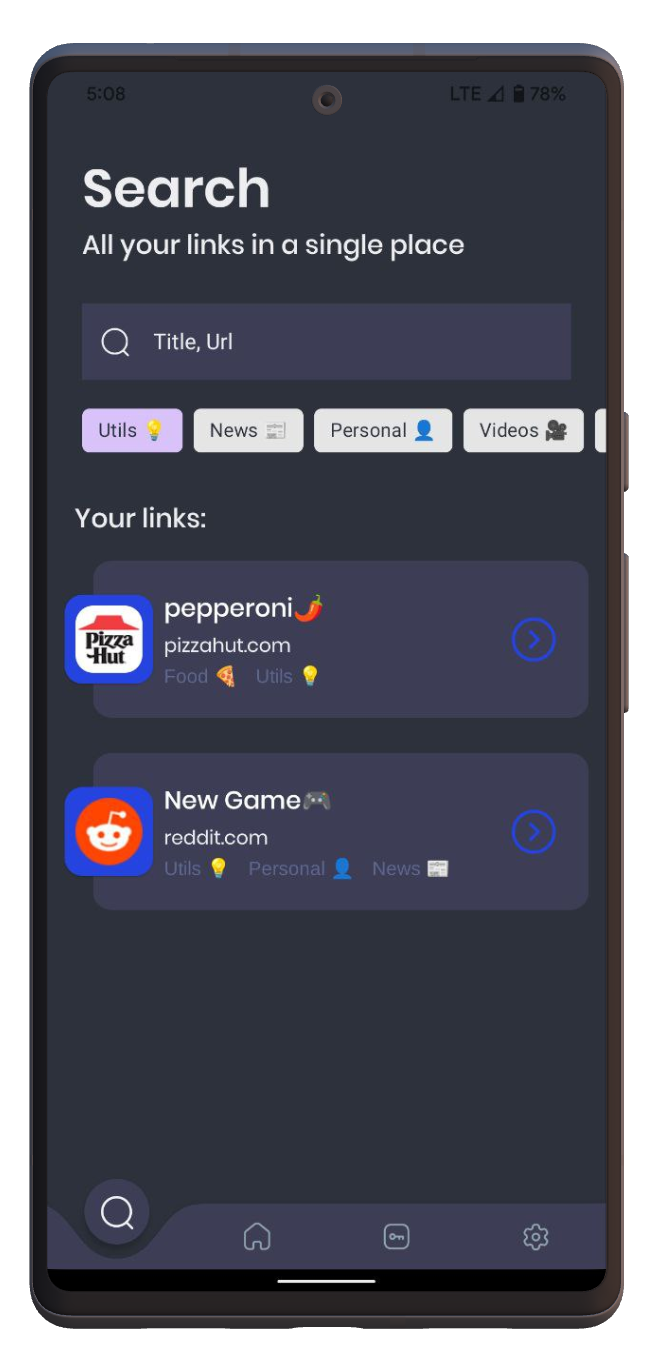 5:08 LTE 78%
Search
All your links in a single place
Title, Url
Utils 💡 News 📰 Personal 👤 Videos 🎥
Your links:
pepperoni🌶️
Pizza Hut
pizzahut.com
Food 🍕 Utils 💡
New Game🎮
reddit.com
Utils 💡 Personal 👤 News 📰